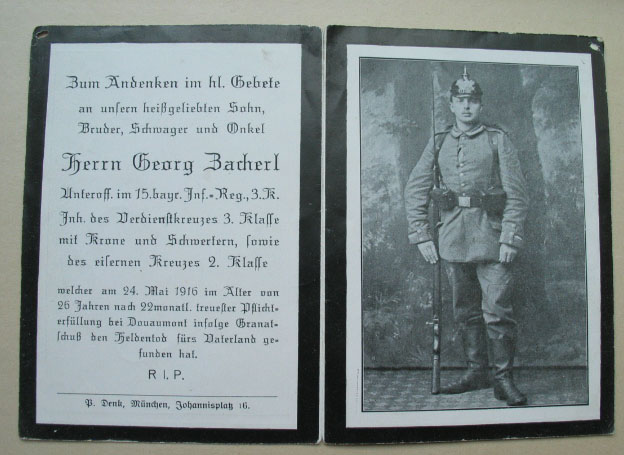 Zum Andenken im hl. Gebete
an unsern heißgeliebten Sohn,
Bruder, Schwager und Onkel
Herrn Georg Bacherl
Unteroff. im 15. bayr. Inf.-Reg., 3. K.
Inh. des Verdienstkreuzes 3. Klasse
mit Krone und Schwertern, sowie
des eisernen Kreuzes 2. Klasse
welcher am 24. Mai 1916 im Alter von
26 Jahren nach 22monatl. treuester Pflicht-
erfüllung bei Douaumont infolge Granat-
schuß den Heldentod fürs Vaterland ge-
funden hat.
R I. P.
P. Denk, München, Johannisplatz 16.